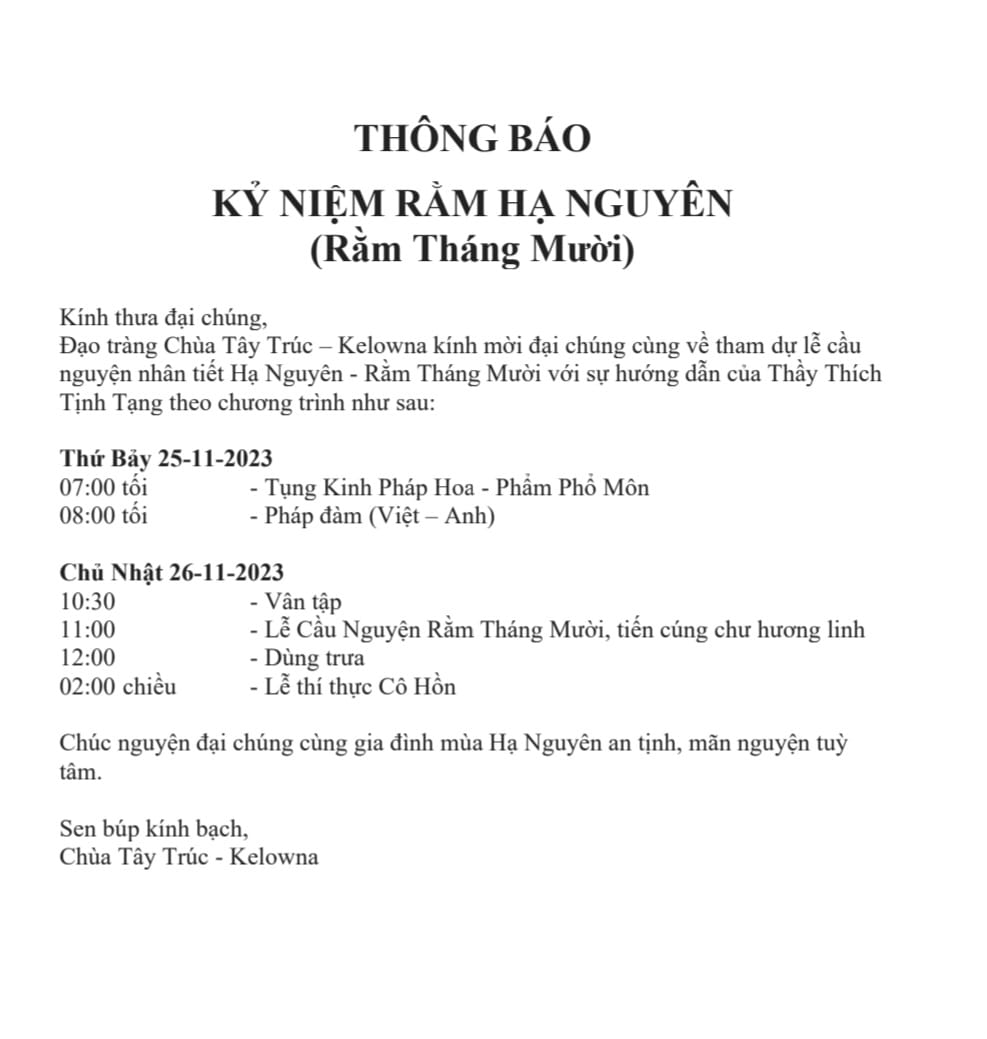 THÔNG BÁO
KỶ NIỆM RẰM HẠ NGUYÊN
(Rằm Tháng Mười)
Kính thưa đại chúng,
Đạo tràng Chùa Tây Trúc – Kelowna kính mời đại chúng cùng về tham dự lễ cầu
nguyện nhân tiết Hạ Nguyên - Rằm Tháng Mười với sự hướng dẫn của Thầy Thích
Tịnh Tạng theo chương trình như sau:
Thứ Bảy 25-11-2023
07:00 tối - Tụng Kinh Pháp Hoa - Phẩm Phổ Môn
08:00 tối - Pháp đàm (Việt – Anh)
Chủ Nhật 26-11-2023
10:30 - Vân tập
11:00 - Lễ Cầu Nguyện Rằm Tháng Mười, tiến cúng chư hương linh
12:00 - Dùng trưa
02:00 chiều - Lễ thí thực Cô Hồn
Chúc nguyện đại chúng cùng gia đình mùa Hạ Nguyên an tịnh, mãn nguyện tuỳ
tâm.
Sen búp kính bạch,
Chùa Tây Trúc - Kelowna